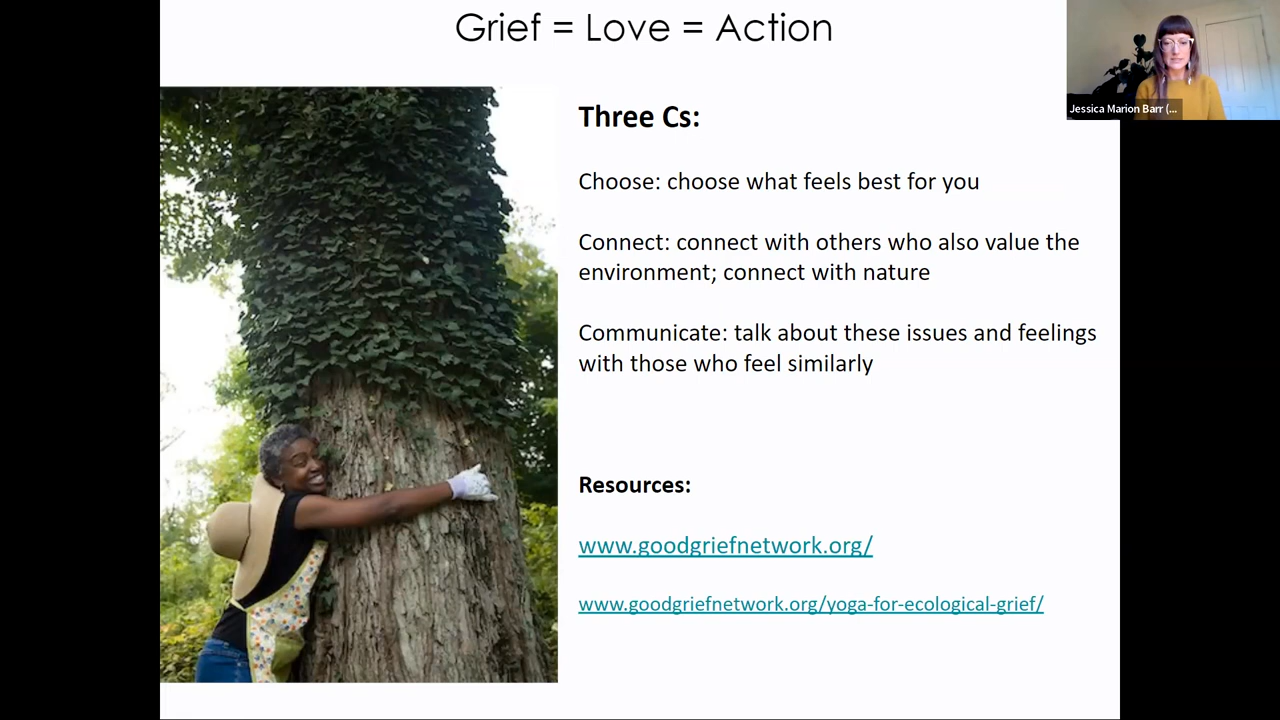 Grief = Love = Action
Jessica Marion Barr (...
Three Cs:
Choose: choose what feels best for you
Connect: connect with others who also value the
environment; connect with nature
Communicate: talk about these issues and feelings
with those who feel similarly
Resources:
www.goodgriefnetwork.org/
www.goodgriefnetwork.org/yoga-for-ecological-grief/